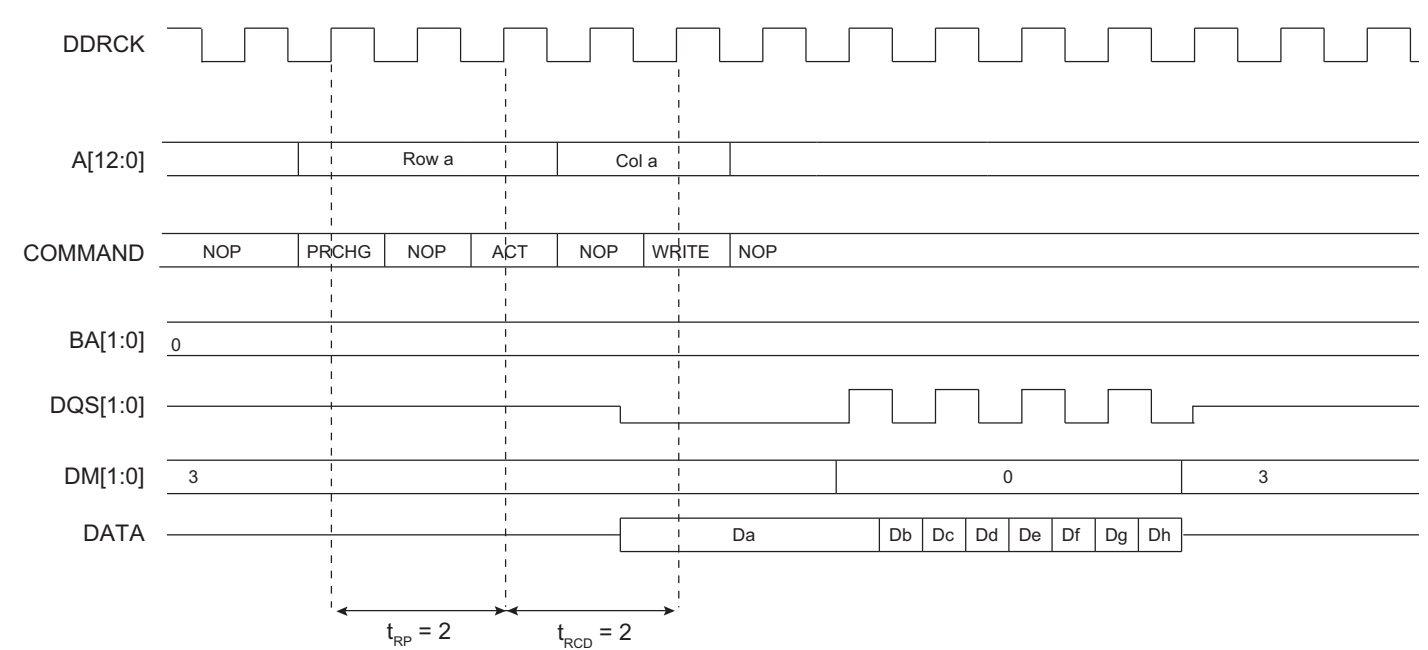 DDRCK
A[12:0] Row a Col a
COMMAND NOP PRCHG NOP ACT NOP WRITE NOP
BA[1:0] 0
DQS[1:0]
DM[1:0] 3 0 3
DATA Da Db Dc Dd De Df Dg Dh
tRP = 2 tRCD = 2